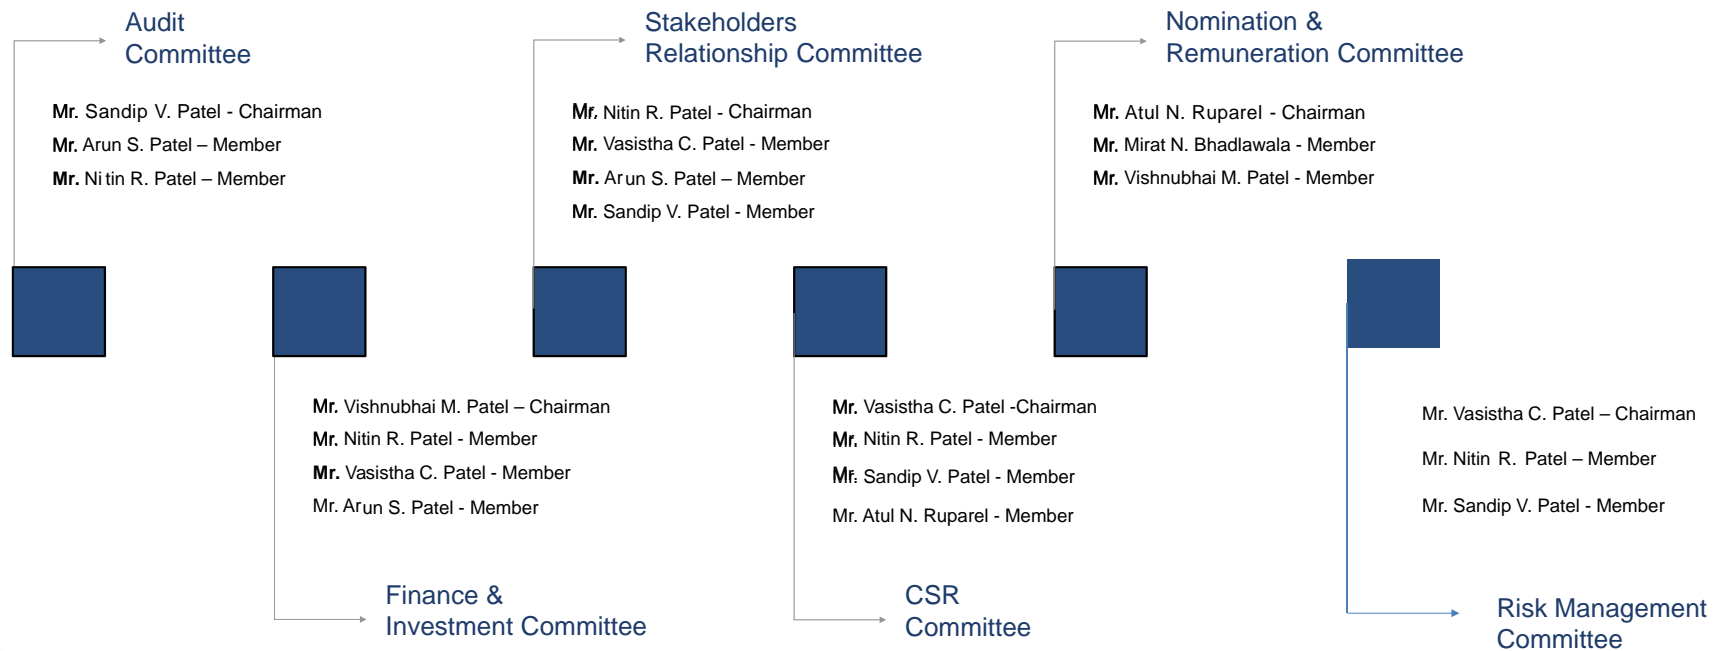 Audit
Committee
Mr. Sandip V. Patel - Chairman
Mr. Arun S. Patel – Member
Mr. Nitin R. Patel – Member
Stakeholders
Relationship Committee
Mr. Nitin R. Patel - Chairman
Mr. Vasistha C. Patel - Member
Mr. Arun S. Patel – Member
Mr. Sandip V. Patel - Member
Nomination &
Remuneration Committee
Mr. Atul N. Ruparel - Chairman
Mr. Mirat N. Bhadlawala - Member
Mr. Vishnubhai M. Patel - Member
Mr. Vishnubhai M. Patel – Chairman
Mr. Nitin R. Patel - Member
Mr. Vasistha C. Patel - Member
Mr. Arun S. Patel - Member
Finance &
Investment Committee
Mr. Vasistha C. Patel -Chairman
Mr. Nitin R. Patel - Member
Mr. Sandip V. Patel - Member
Mr. Atul N. Ruparel - Member
CSR
Committee
Mr. Vasistha C. Patel – Chairman
Mr. Nitin R. Patel – Member
Mr. Sandip V. Patel - Member
Risk Management
Committee